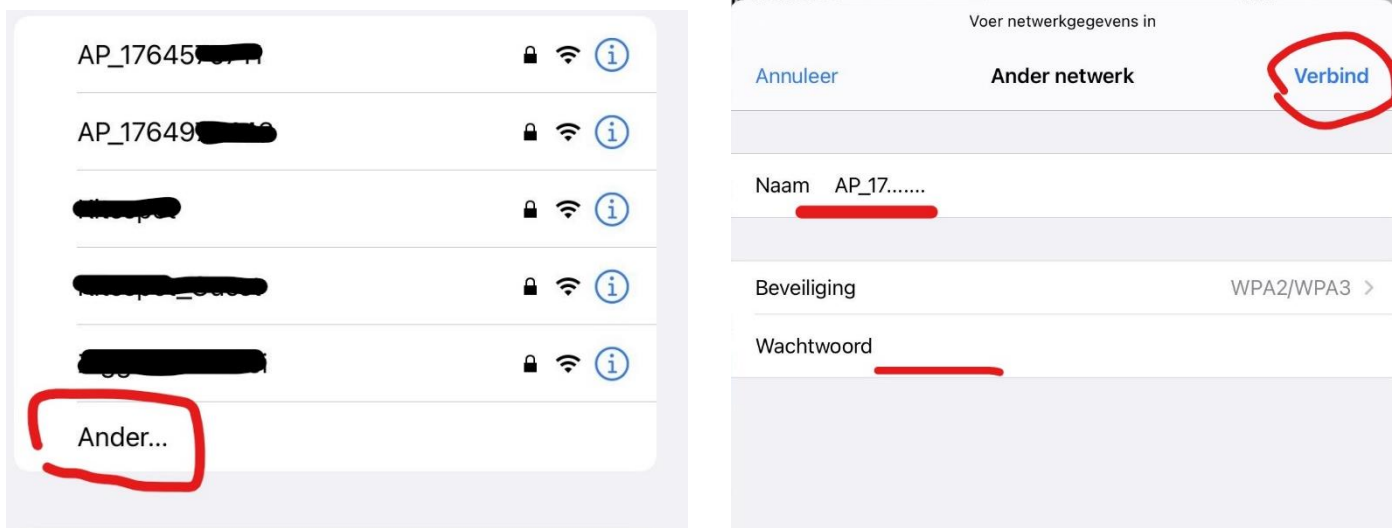 AP_17645
AP_17649
Ander...
Voer netwerkgegevens in
Annuleer Ander netwerk Verbind
Naam AP_17.......
Beveiliging WPA2/WPA3 >
Wachtwoord